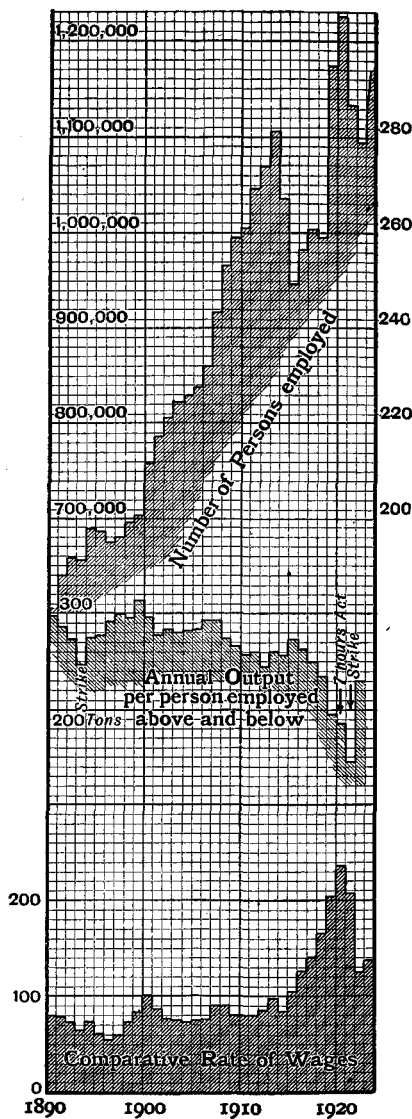 1,200,000
1,100,000
280
260
1,000,000
240
900,000
220
800,000
200
700,000
Number of Persons employed
300
7 hours Act
Strike
Strike
Annual Output
per person employed
200 Tons above and below
200
100
Comparative Rate of Wages
0
1890
1900
1910
1920